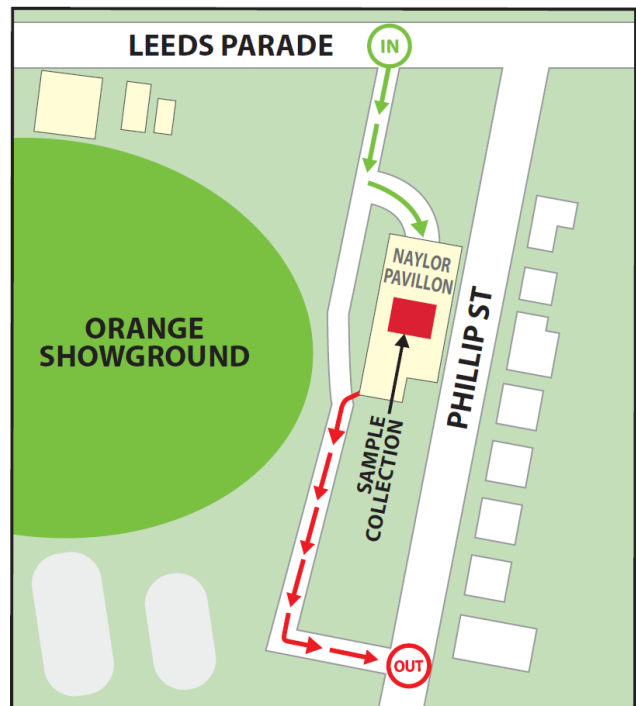 LEEDS PARADE
IN
NAYLOR
PAVILLON
ORANGE
SHOWGROUND
PHILLIP ST
SAMPLE
COLLECTION
OUT